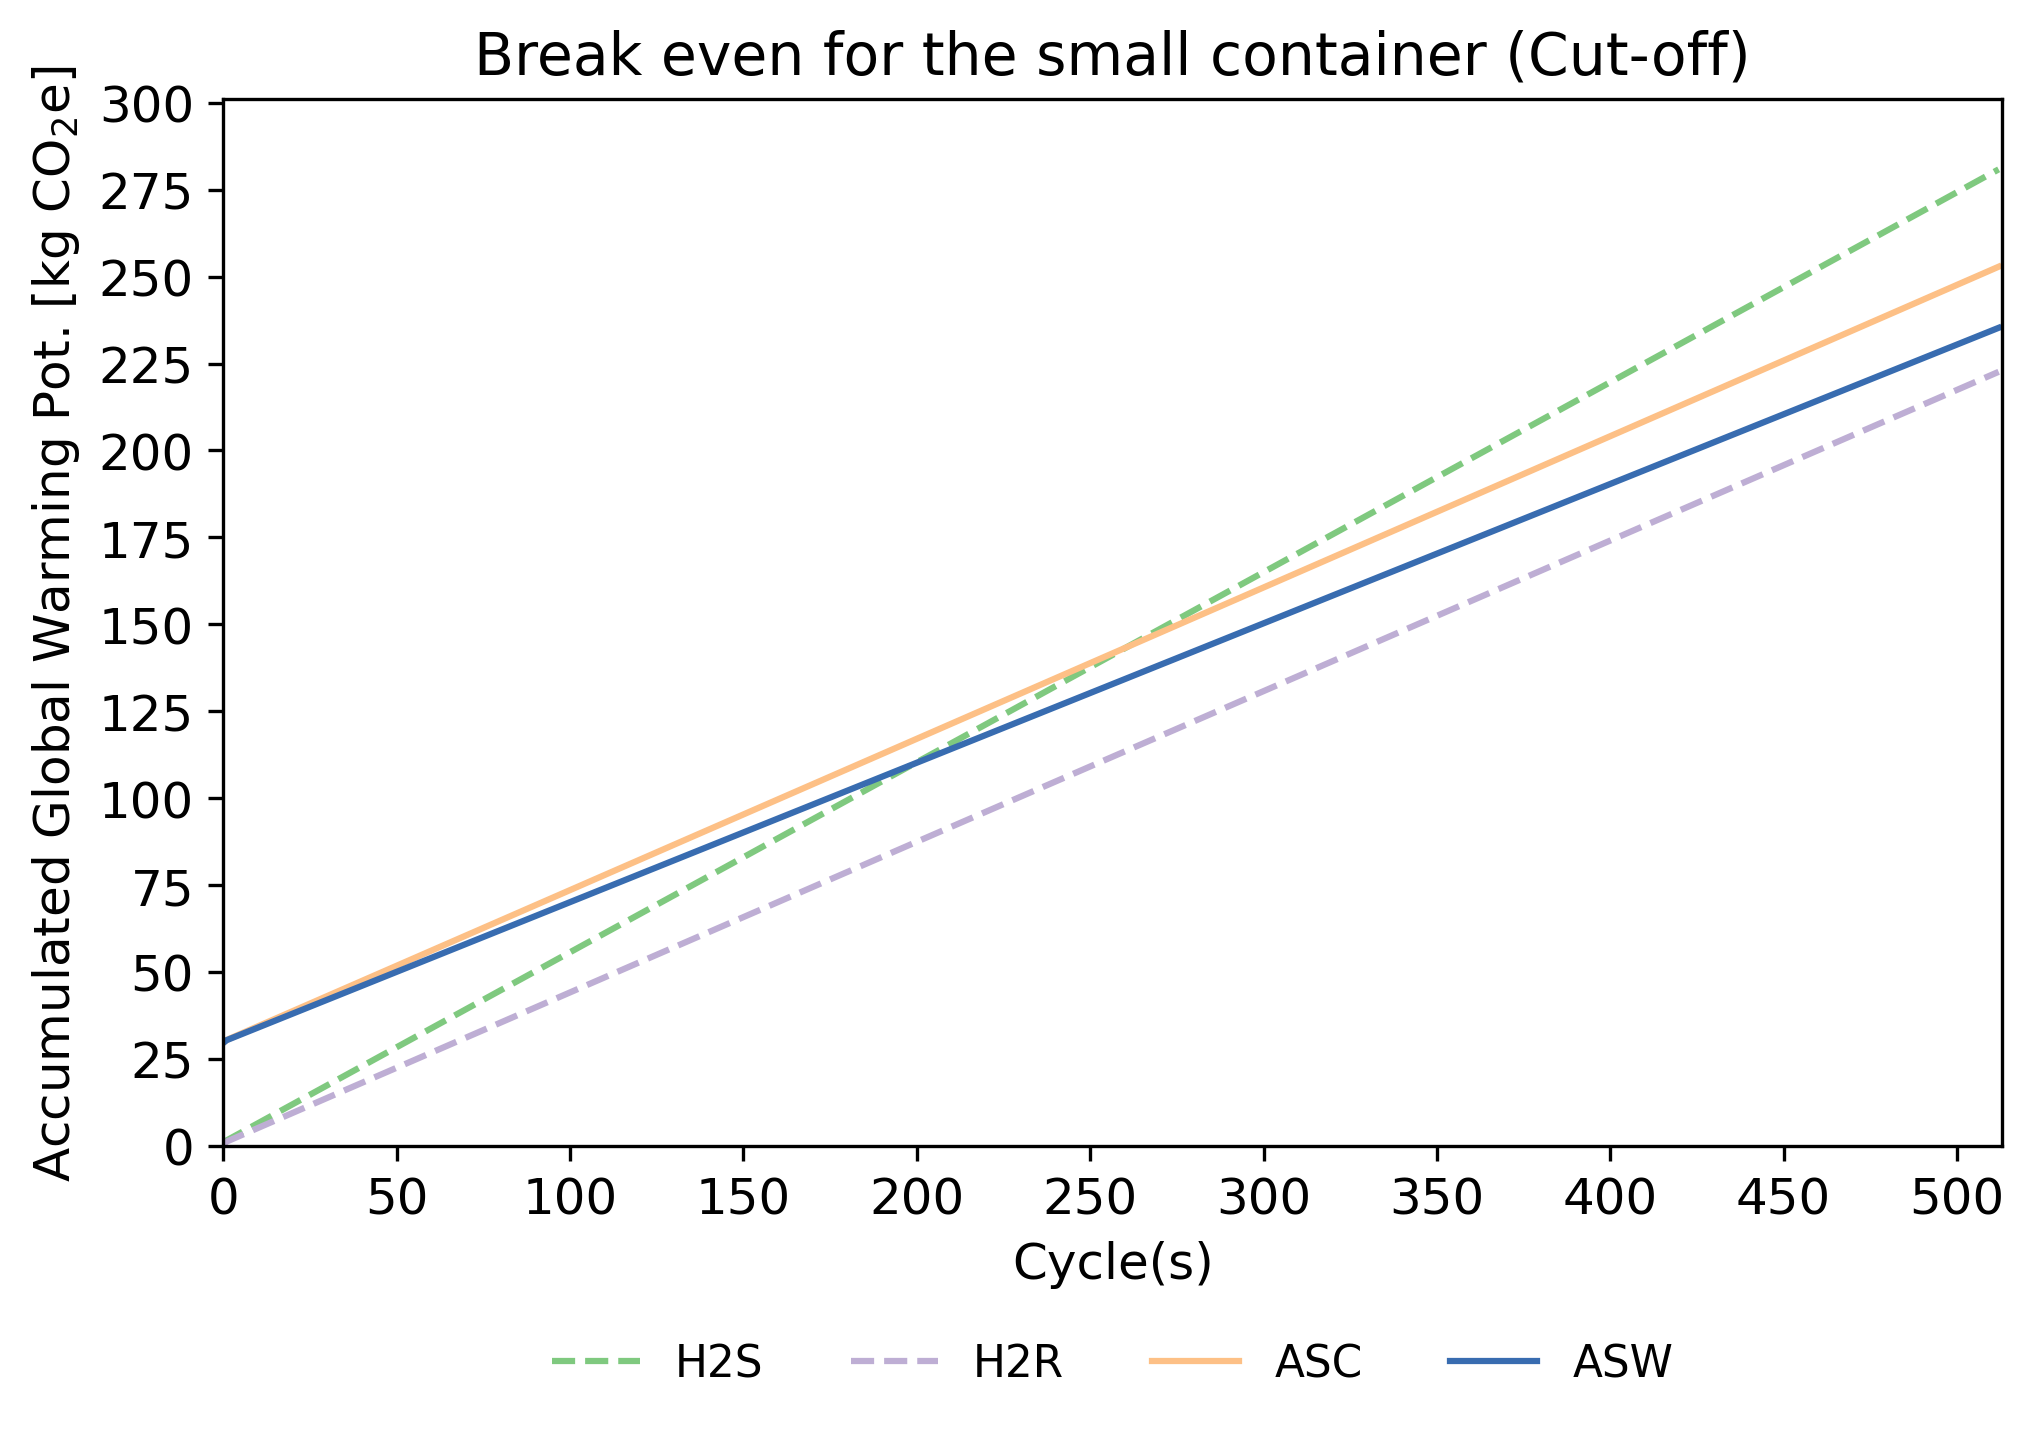 Break even for the small container (Cut-off)
Accumulated Global Warming Pot. [kg CO₂e]
300
275
250
225
200
175
150
125
100
75
50
25
0
0 50 100 150 200 250 300 350 400 450 500
Cycle(s)
H2S H2R ASC ASW